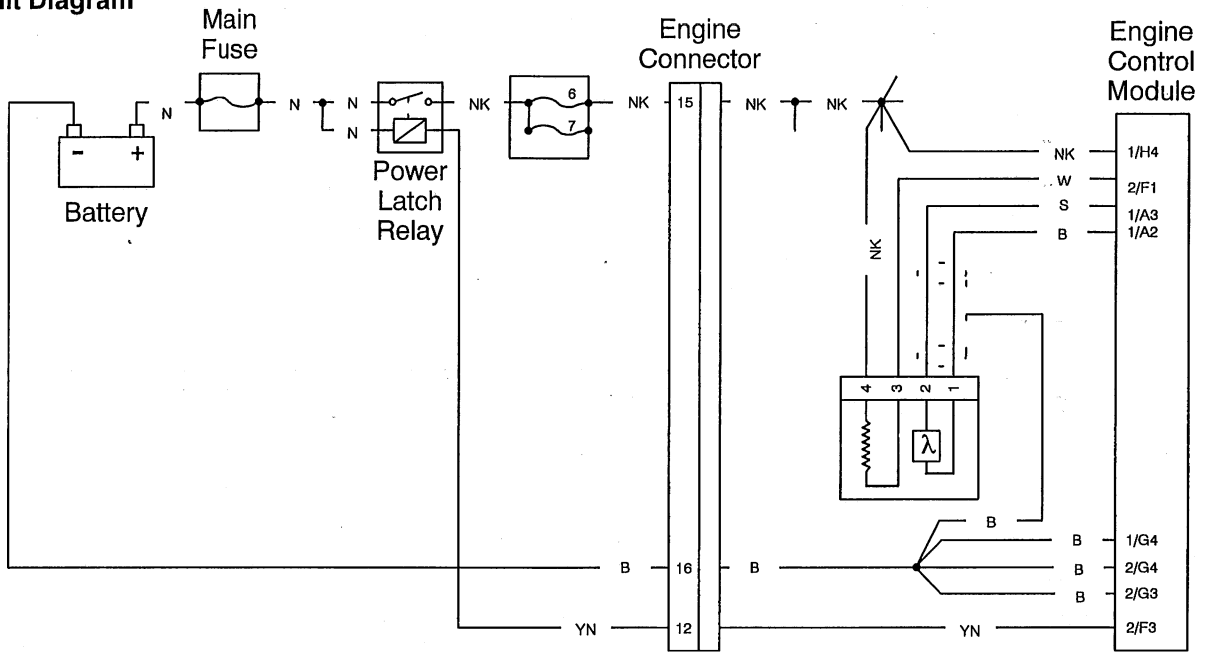 Diagram
Main
Fuse
Engine
Connector
Engine
Control
Module
N
N
N
N
NK
6
7
NK
15
NK
NK
- +
Battery
Power
Latch
Relay
NK
1/H4
W
2/F1
S
1/A3
B
1/A2
NK
4 3 2 1
λ
B
B
1/G4
B
16
B
B
2/G4
B
2/G3
YN
12
YN
2/F3